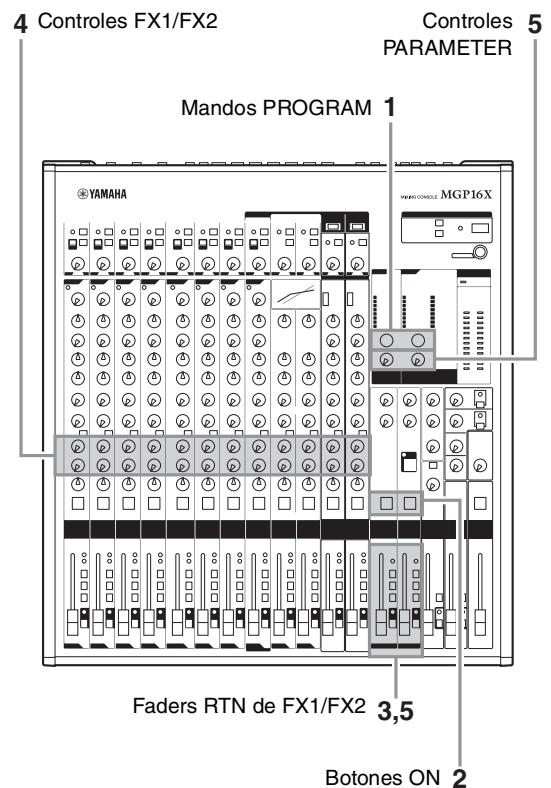 4 Controles FX1/FX2
Controles 5
PARAMETER
Mandos PROGRAM 1
YAMAHA
MIXING CONSOLE MGP16X
Faders RTN de FX1/FX2 3,5
Botones ON 2